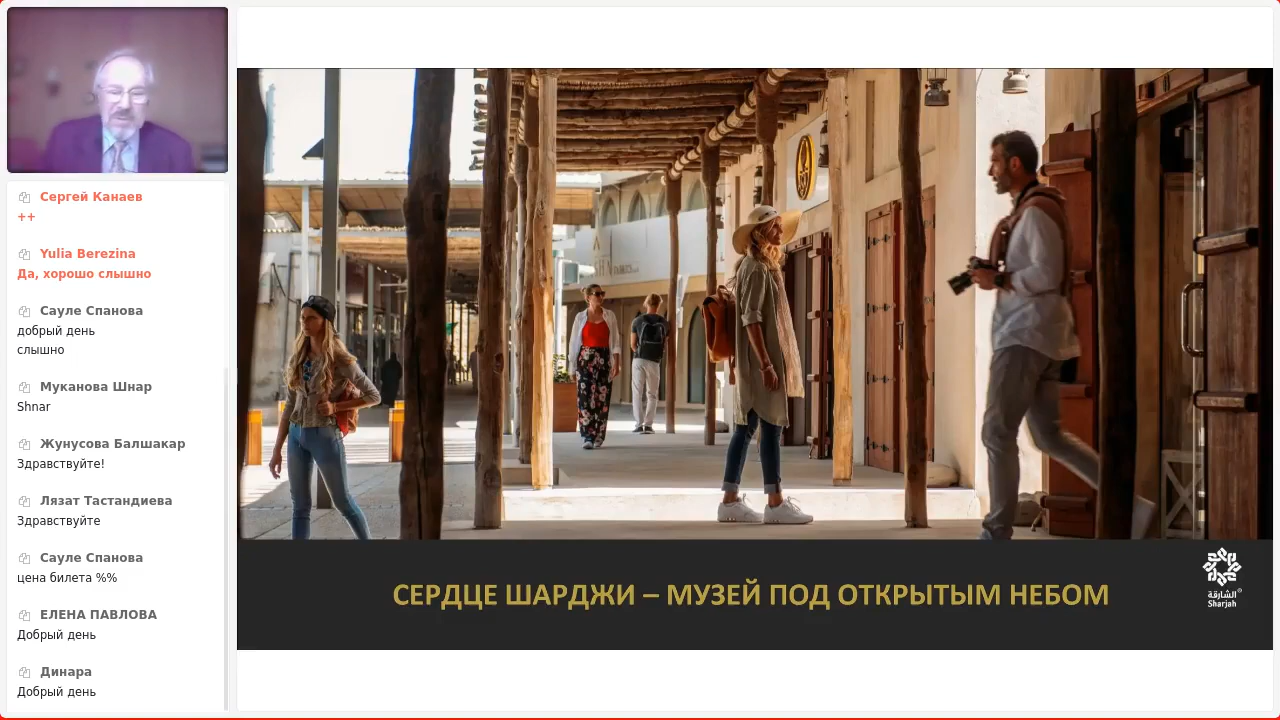 Сергей Канаев
++
Yulia Berezina
Да, хорошо слышно
Сауле Спанова
добрый день
слышно
Муканова Шнар
Shnar
Жунусова Балшакар
Здравствуйте!
Лязат Тастандиева
Здравствуйте
Сауле Спанова
цена билета %%
ЕЛЕНА ПАВЛОВА
Добрый день
Динара
Добрый день
СЕРДЦЕ ШАРДЖИ – МУЗЕЙ ПОД ОТКРЫТЫМ НЕБОМ
الشارقة
Sharjah